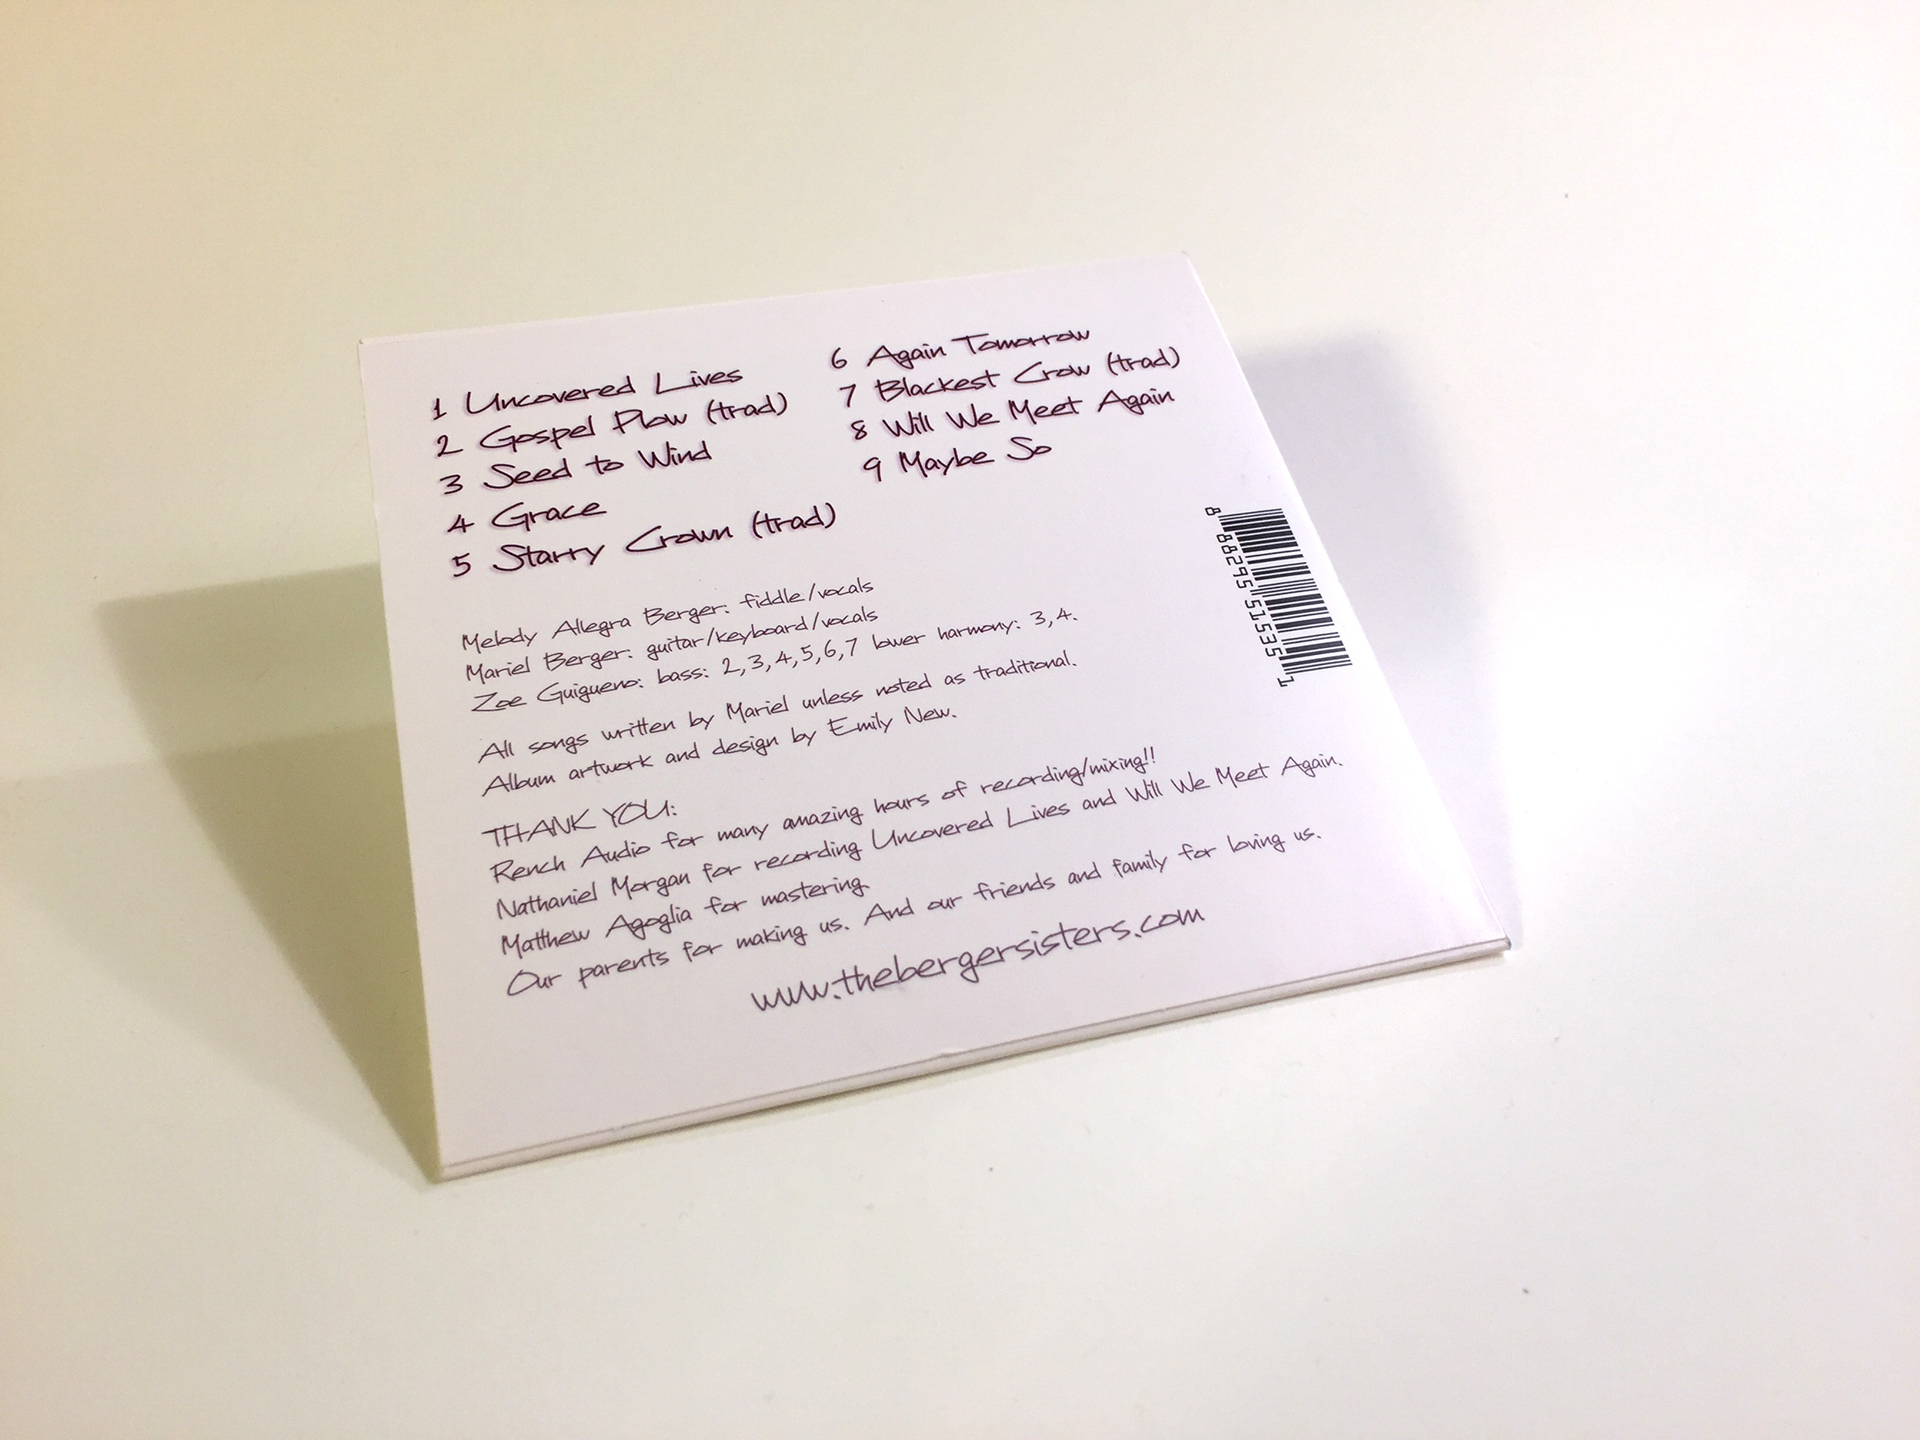 1 Uncovered Lives
2 Gospel Plow (trad)
3 Seed to Wind
4 Grace
5 Starry Crown (trad)
6 Again Tomorrow
7 Blackest Crow (trad)
8 Will We Meet Again
9 Maybe So
8 88295 51535 1
Melody Allegra Berger: fiddle/vocals
Mariel Berger: guitar/keyboard/vocals
Zoe Guigueno: bass: 2,3,4,5,6,7 lower harmony: 3,4.
All songs written by Mariel unless noted as traditional.
Album artwork and design by Emily New.
THANK YOU:
Rench Audio for many amazing hours of recording/mixing!!
Nathaniel Morgan for recording Uncovered Lives and Will We Meet Again.
Matthew Agoglia for mastering.
Our parents for making us. And our friends and family for loving us.
www.thebergersisters.com